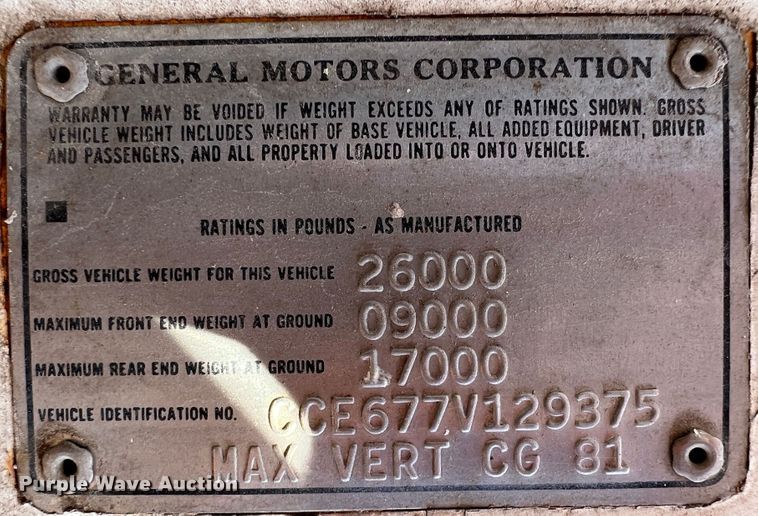 GENERAL MOTORS CORPORATION
WARRANTY MAY BE VOIDED IF WEIGHT EXCEEDS ANY OF RATINGS SHOWN. GROSS
VEHICLE WEIGHT INCLUDES WEIGHT OF BASE VEHICLE, ALL ADDED EQUIPMENT, DRIVER
AND PASSENGERS, AND ALL PROPERTY LOADED INTO OR ONTO VEHICLE.
RATINGS IN POUNDS - AS MANUFACTURED
GROSS VEHICLE WEIGHT FOR THIS VEHICLE 26000
MAXIMUM FRONT END WEIGHT AT GROUND 09000
MAXIMUM REAR END WEIGHT AT GROUND 17000
VEHICLE IDENTIFICATION NO. CCE677V129375
MAX VERT CG 81
Purple Wave Auction